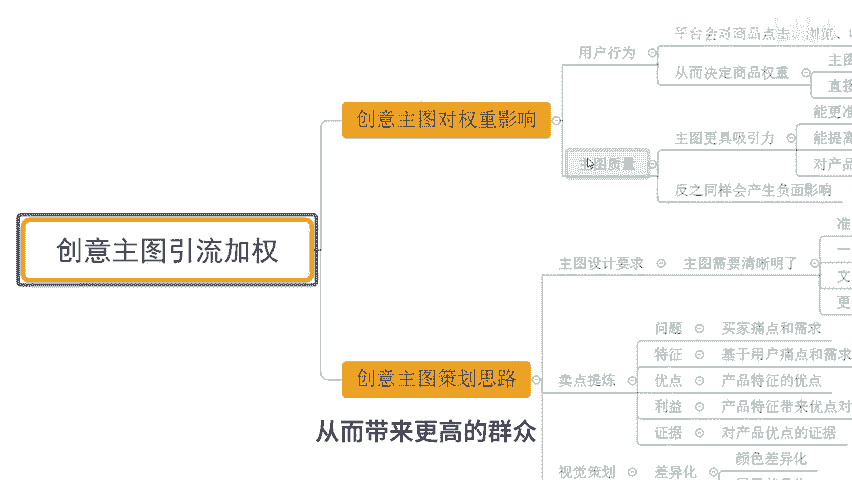 平台会对商品点击、浏览、
用户行为
从而决定商品权重
主图
直接
创意主图对权重影响
能更准
主图更具吸引力
能提高
主图质量
对产品
反之同样会产生负面影响
创意主图引流加权
准
主图设计要求
主图需要清晰明了
一
文
更
问题
买家痛点和需求
特征
基于用户痛点和需求
创意主图策划思路
卖点提炼
优点
产品特征的优点
利益
产品特征带来优点对
证据
对产品优点的证据
从而带来更高的群众
颜色差异化
视觉策划
差异化